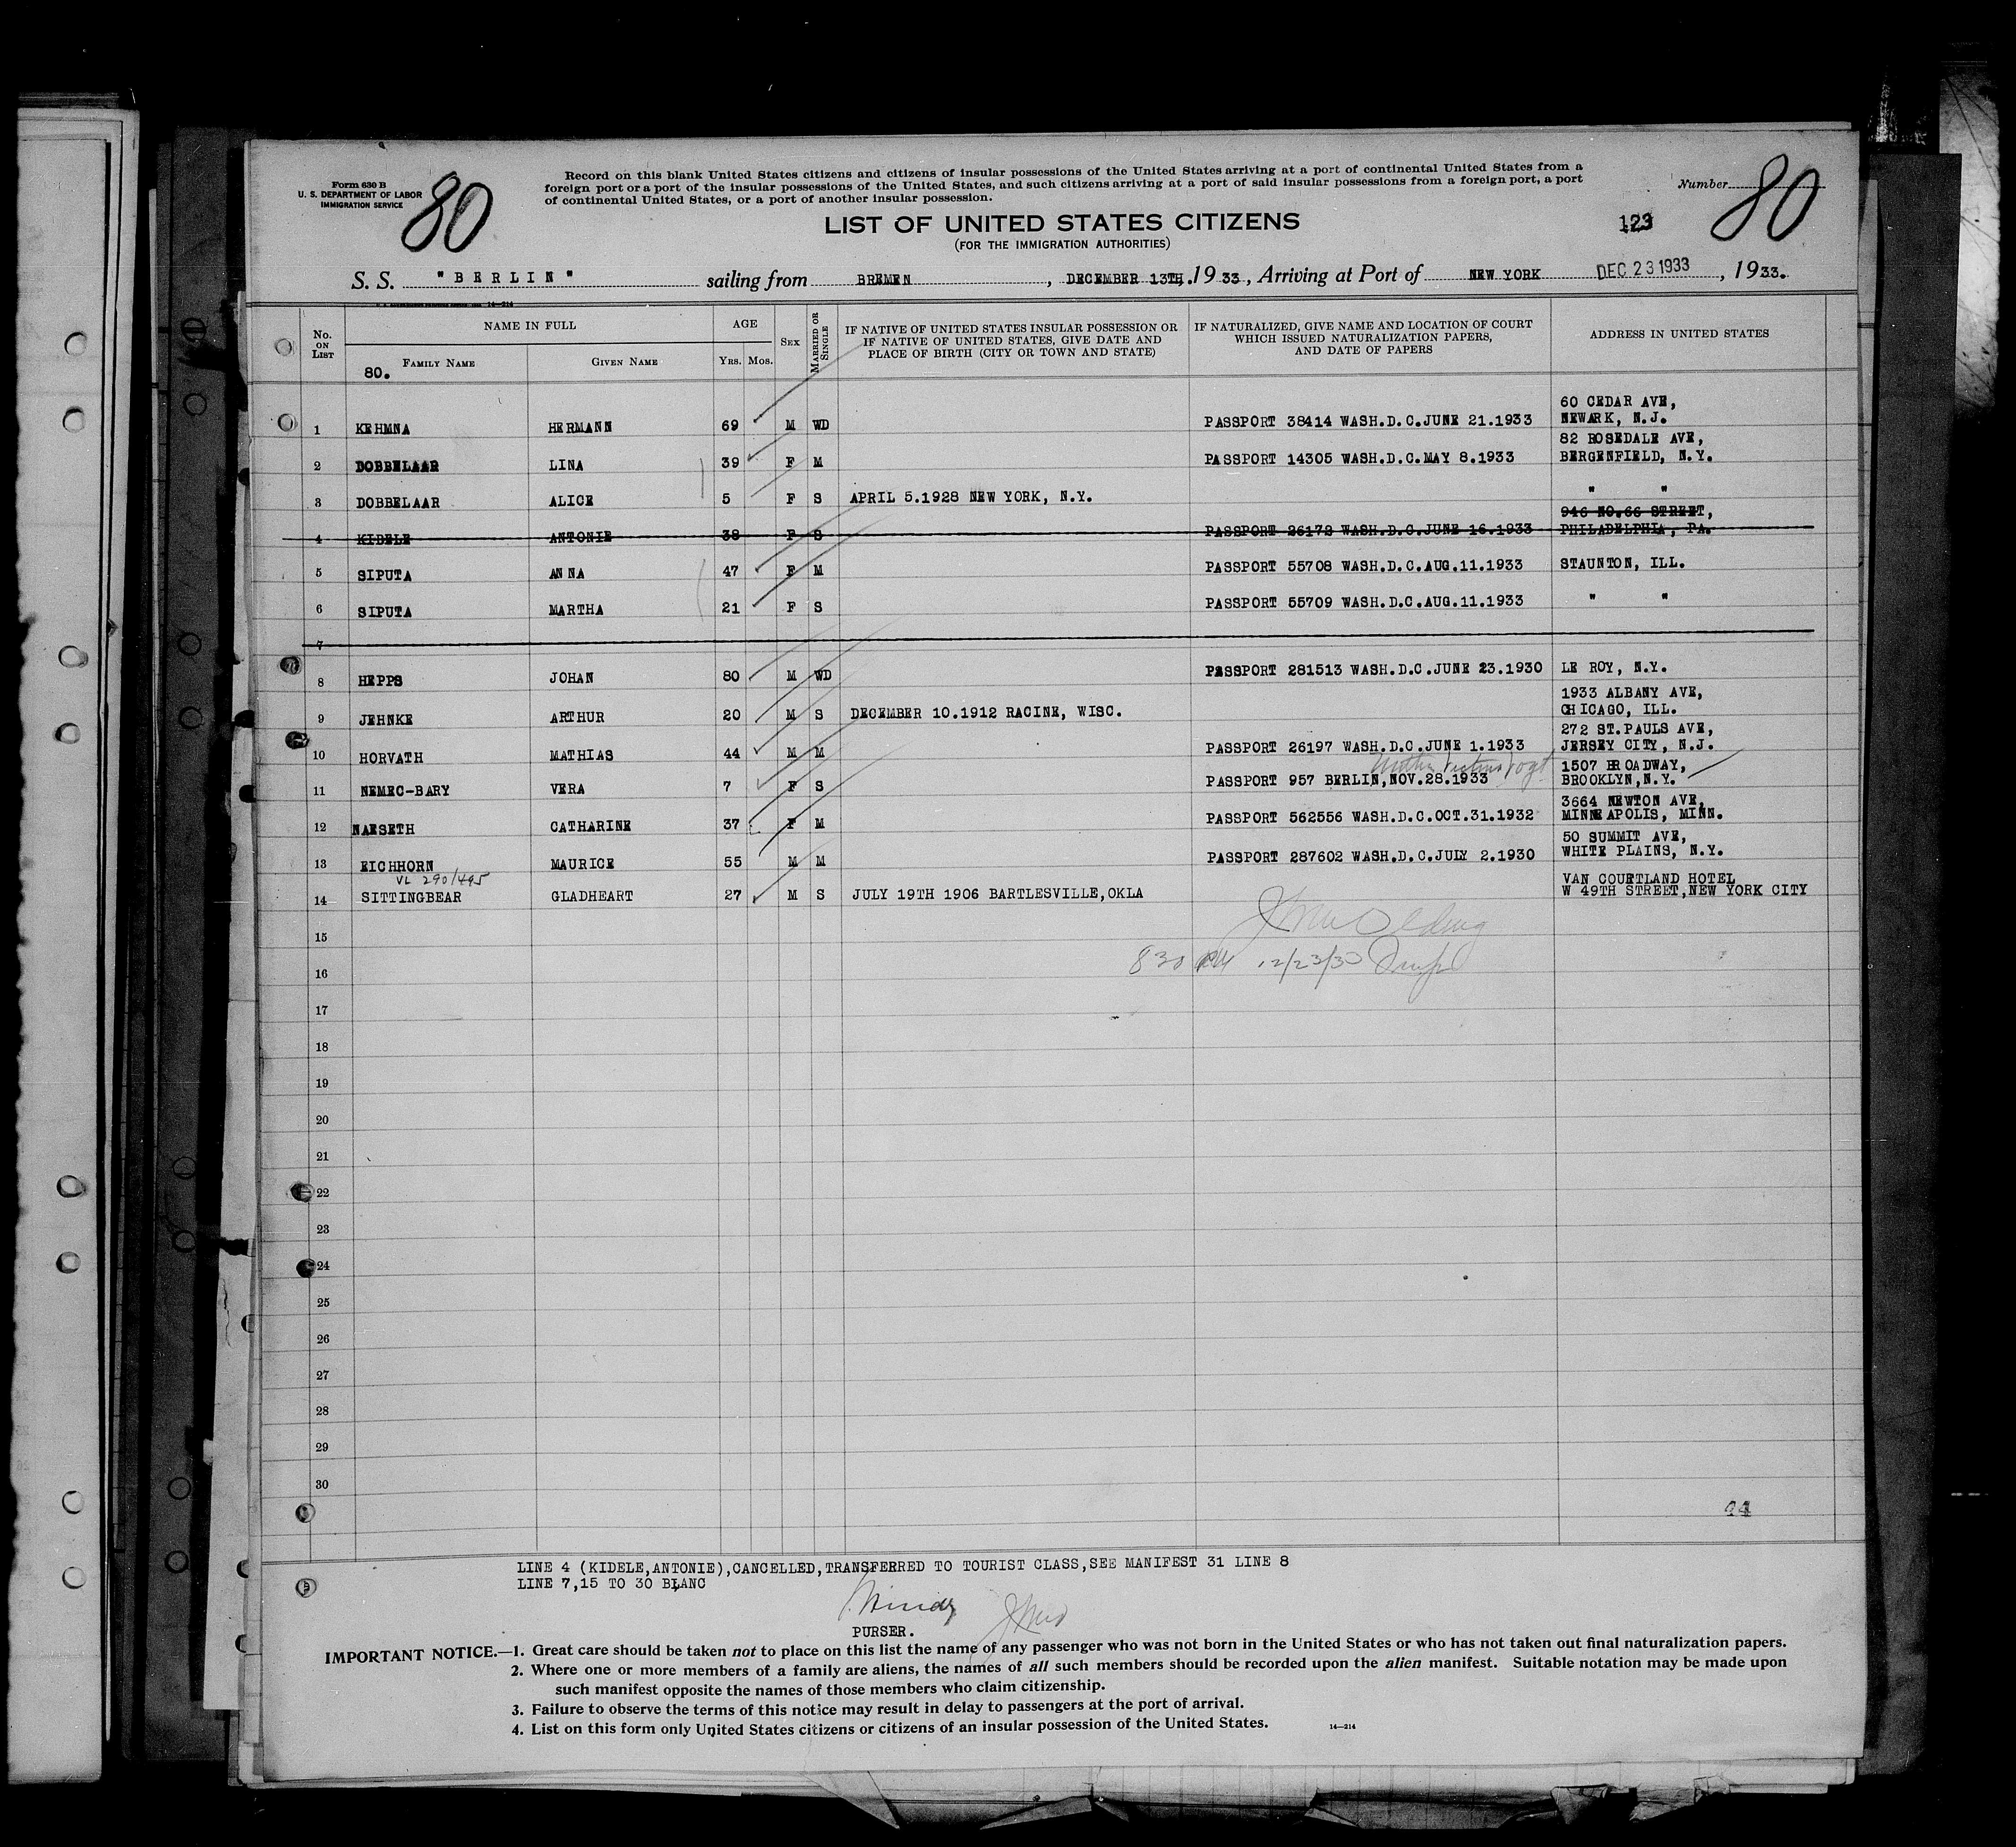 Form 630 B
U. S. DEPARTMENT OF LABOR
IMMIGRATION SERVICE
80
Record on this blank United States citizens and citizens of insular possessions of the United States arriving at a port of continental United States from a
foreign port or a port of the insular possessions of the United States, and such citizens arriving at a port of said insular possessions from a foreign port, a port
of continental United States, or a port of another insular possession.
Number 80
LIST OF UNITED STATES CITIZENS
123
(FOR THE IMMIGRATION AUTHORITIES)
S. S. "BERLIN" sailing from BREMEN, DECEMBER 13TH, 1933, Arriving at Port of NEW YORK DEC 23 1933, 1933.
14-214
No. ON LIST
NAME IN FULL
AGE
SEX
MARRIED OR SINGLE
IF NATIVE OF UNITED STATES INSULAR POSSESSION OR
IF NATIVE OF UNITED STATES, GIVE DATE AND
PLACE OF BIRTH (CITY OR TOWN AND STATE)
IF NATURALIZED, GIVE NAME AND LOCATION OF COURT
WHICH ISSUED NATURALIZATION PAPERS,
AND DATE OF PAPERS
ADDRESS IN UNITED STATES
80. FAMILY NAME GIVEN NAME YRS. MOS.
60 CEDAR AVE,
1 KEHMNA HERMANN 69 M WD PASSPORT 38414 WASH.D.C.JUNE 21.1933 NEWARK, N.J.
82 ROSEDALE AVE,
2 DOBBELAAR LINA 39 F M PASSPORT 14305 WASH.D.C.MAY 8.1933 BERGENFIELD, N.Y.
3 DOBBELAAR ALICE 5 F S APRIL 5.1928 NEW YORK, N.Y. " "
946 NO.66 STREET,
4 KIDELE ANTONIE 38 F S PASSPORT 26172 WASH.D.C.JUNE 16.1933 PHILADELPHIA, PA.
5 SIPUTA ANNA 47 F M PASSPORT 55708 WASH.D.C.AUG.11.1933 STAUNTON, ILL.
6 SIPUTA MARTHA 21 F S PASSPORT 55709 WASH.D.C.AUG.11.1933 " "
7
8 HEPPS JOHAN 80 M WD PASSPORT 281513 WASH.D.C.JUNE 23.1930 LE ROY, N.Y.
1933 ALBANY AVE,
9 JEHNKE ARTHUR 20 M S DECEMBER 10.1912 RACINE, WISC. CHICAGO, ILL.
272 ST.PAULS AVE,
10 HORVATH MATHIAS 44 M M PASSPORT 26197 WASH.D.C.JUNE 1.1933 JERSEY CITY, N.J.
1507 BROADWAY,
11 NEMEC-BARY VERA 7 F S PASSPORT 957 BERLIN,NOV.28.1933 BROOKLYN,N.Y.
3664 NEWTON AVE,
12 NAESETH CATHARINE 37 F M PASSPORT 562556 WASH.D.C.OCT.31.1932 MINNEAPOLIS, MINN.
50 SUMMIT AVE,
13 EICHHORN MAURICE 55 M M PASSPORT 287602 WASH.D.C.JULY 2.1930 WHITE PLAINS, N.Y.
VL 290/495
VAN COURTLAND HOTEL
14 SITTINGBEAR GLADHEART 27 M S JULY 19TH 1906 BARTLESVILLE,OKLA W 49TH STREET,NEW YORK CITY
15
830 12/23/33
16
17
18
19
20
21
22
23
24
25
26
27
28
29
30
44
LINE 4 (KIDELE,ANTONIE),CANCELLED,TRANSFERRED TO TOURIST CLASS,SEE MANIFEST 31 LINE 8
LINE 7,15 TO 30 BLANC
PURSER.
IMPORTANT NOTICE.—1. Great care should be taken not to place on this list the name of any passenger who was not born in the United States or who has not taken out final naturalization papers.
2. Where one or more members of a family are aliens, the names of all such members should be recorded upon the alien manifest. Suitable notation may be made upon
such manifest opposite the names of those members who claim citizenship.
3. Failure to observe the terms of this notice may result in delay to passengers at the port of arrival.
4. List on this form only United States citizens or citizens of an insular possession of the United States.
14—214